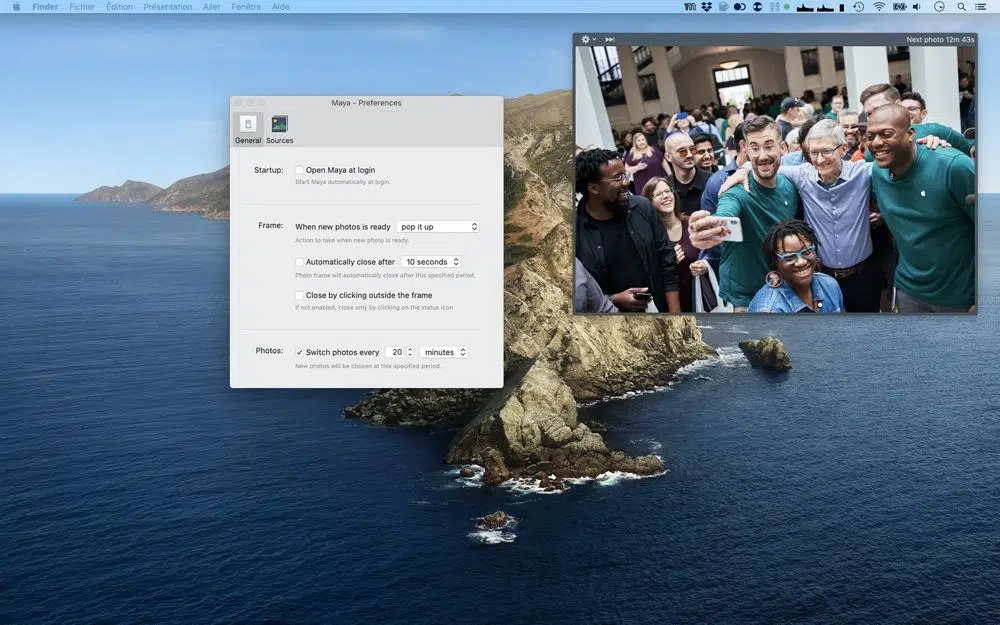 Finder Fichier Édition Présentation Aller Fenêtre Aide
Next photo 12m 43s
Maya - Preferences
General Sources
Startup: Open Maya at login
Start Maya automatically at login.
Frame: When new photos is ready pop it up
Action to take when new photo is ready.
Automatically close after 10 seconds
Photo frame will automatically close after this specified period.
Close by clicking outside the frame
If not enabled, close only by clicking on the status icon
Photos: Switch photos every 20 minutes
New photos will be chosen at this specified period.